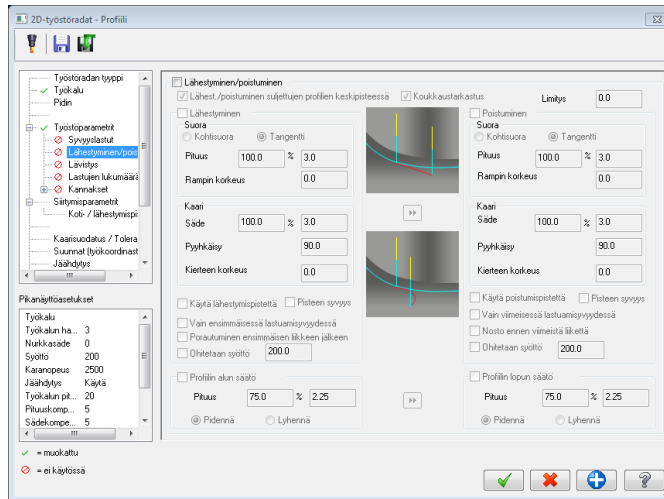 2D-työstöradat - Profiili
Työstöradan tyyppi
Työkalu
Pidin
Työstöparametrit
Syvyyslastut
Lähestyminen/pois
Lävistys
Lastujen lukumäärä
Kannakset
Siirtymisparametrit
Koti- / lähestymispi
Kaarisuodatus / Tolera
Suunnat (työkoordinast
Jäähdytys
Pikanäyttöasetukset
Työkalu
Työkalun ha... 3
Nurkkasäde 0
Syöttö 200
Karanopeus 2500
Jäähdytys Käytä
Työkalun pit... 20
Pituuskomp... 5
Sädekompe... 5
= muokattu
= ei käytössä
Lähestyminen/poistuminen
Lähest./poistuminen suljettujen profiilien keskipisteessä Koukkaustarkastus Limitys 0.0
Lähestyminen
Suora
Kohtisuora Tangentti
Pituus 100.0 % 3.0
Rampin korkeus 0.0
Kaari
Säde 100.0 % 3.0
Pyyhkäisy 90.0
Kierteen korkeus 0.0
Käytä lähestymispistettä Pisteen syvyys
Vain ensimmäisessä lastuamisvyydessä
Porautuminen ensimmäisen liikkeen jälkeen
Ohitetaan syöttö 200.0
Profiilin alun säätö
Pituus 75.0 % 2.25
Pidennä Lyhennä
Poistuminen
Suora
Kohtisuora Tangentti
Pituus 100.0 % 3.0
Rampin korkeus 0.0
Kaari
Säde 100.0 % 3.0
Pyyhkäisy 90.0
Kierteen korkeus 0.0
Käytä poistumispistettä Pisteen syvyys
Vain viimeisessä lastuamissyvyydessä
Nosto ennen viimeistä liikettä
Ohitetaan syöttö 200.0
Profiilin lopun säätö
Pituus 75.0 % 2.25
Pidennä Lyhennä